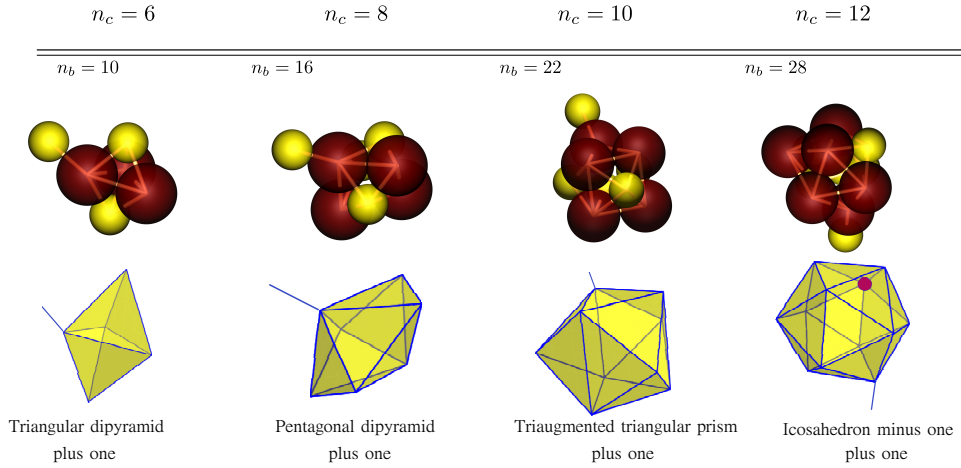 n_c = 6 n_c = 8 n_c = 10 n_c = 12
n_b = 10 n_b = 16 n_b = 22 n_b = 28
Triangular dipyramid
plus one
Pentagonal dipyramid
plus one
Triaugmented triangular prism
plus one
Icosahedron minus one
plus one